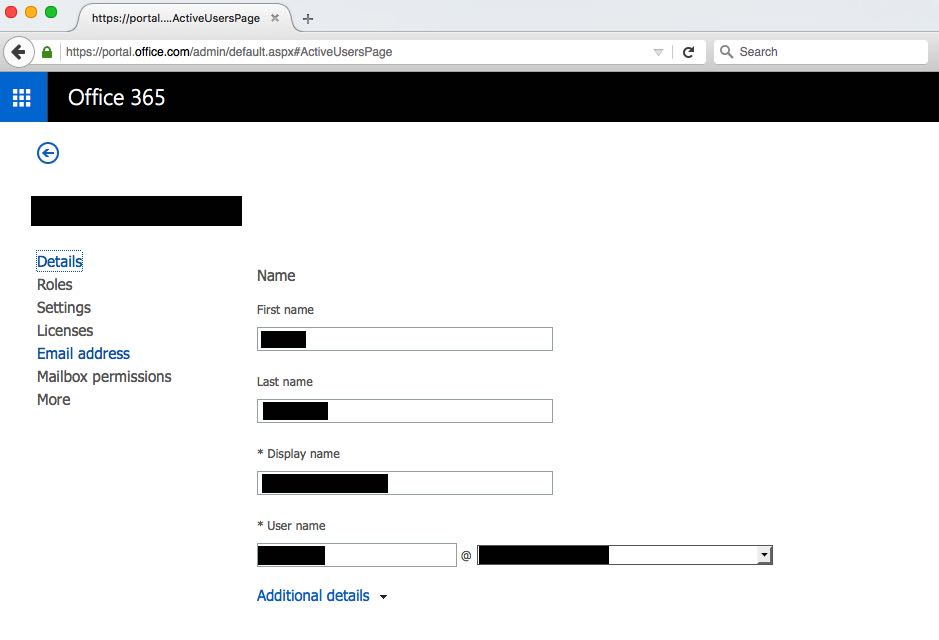 https://portal....ActiveUsersPage
https://portal.office.com/admin/default.aspx#ActiveUsersPage
Search
Office 365
Details
Roles
Settings
Licenses
Email address
Mailbox permissions
More
Name
First name
Last name
* Display name
* User name
@
Additional details